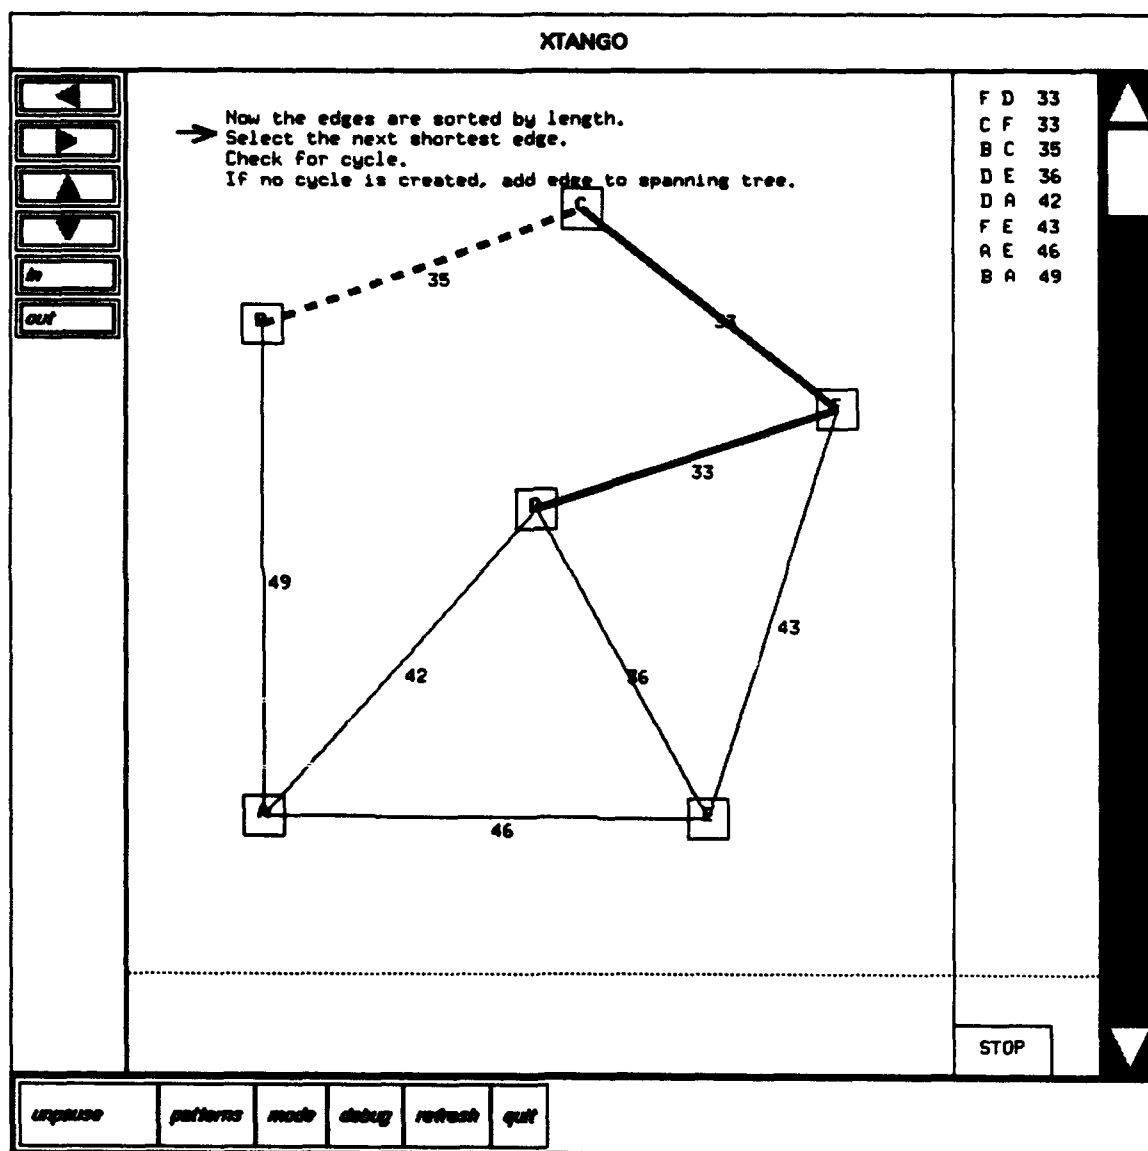 XTANGO
Now the edges are sorted by length.
Select the next shortest edge.
Check for cycle.
If no cycle is created, add edge to spanning tree.
in
out
F D 33
C F 33
B C 35
D E 36
D A 42
F E 43
A E 46
B A 49
C
35
B
33
F
33
D
49
43
42
36
A
E
46
STOP
unpause
patterns
mode
debug
refresh
quit